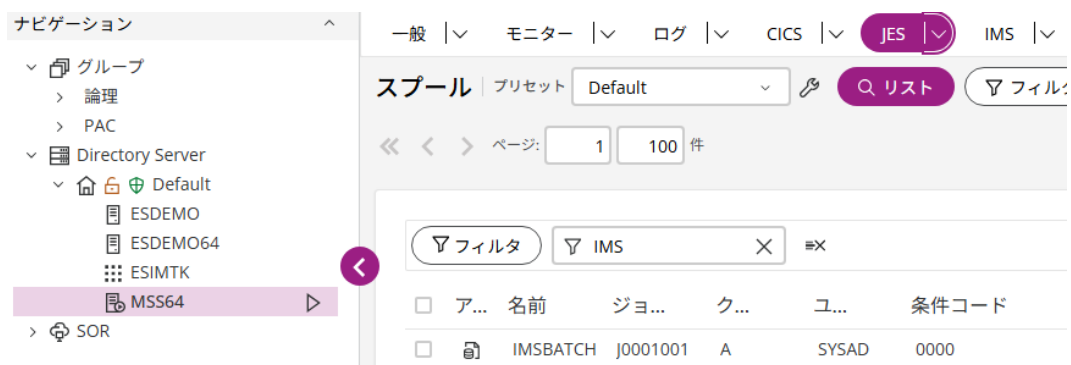 ナビゲーション
グループ
論理
PAC
Directory Server
Default
ESDEMO
ESDEMO64
ESIMTK
MSS64
SOR
一般 モニター ログ CICS JES IMS
スプール プリセット Default リスト フィルタ
ページ: 1 100 件
フィルタ IMS
ア... 名前 ジョ... ク... ユ... 条件コード
IMSBATCH J0001001 A SYSAD 0000